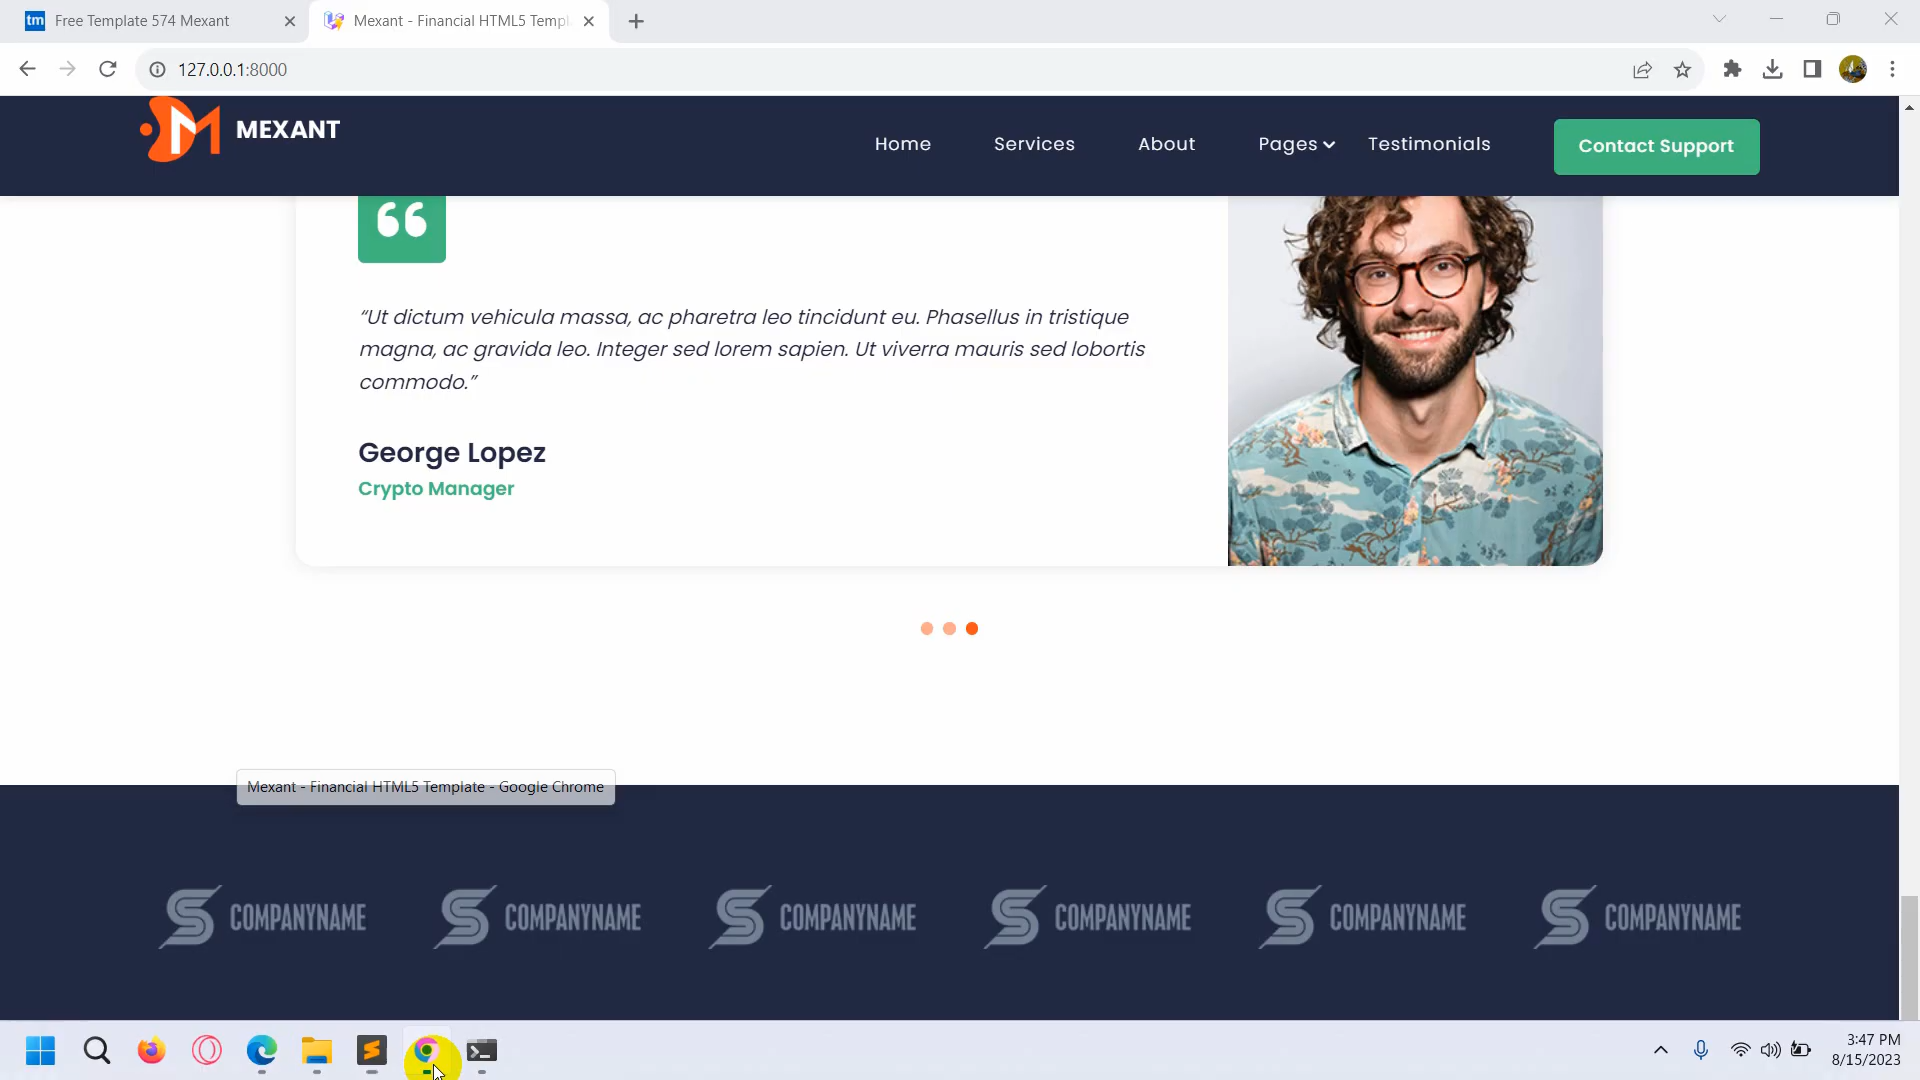 tm Free Template 574 Mexant
Mexant - Financial HTML5 Temp
127.0.0.1:8000
MEXANT
Home
Services
About
Pages
Testimonials
Contact Support
“Ut dictum vehicula massa, ac pharetra leo tincidunt eu. Phasellus in tristique
magna, ac gravida leo. Integer sed lorem sapien. Ut viverra mauris sed lobortis
commodo.”
George Lopez
Crypto Manager
Mexant - Financial HTML5 Template - Google Chrome
COMPANYNAME
COMPANYNAME
COMPANYNAME
COMPANYNAME
COMPANYNAME
COMPANYNAME
3:47 PM
8/15/2023